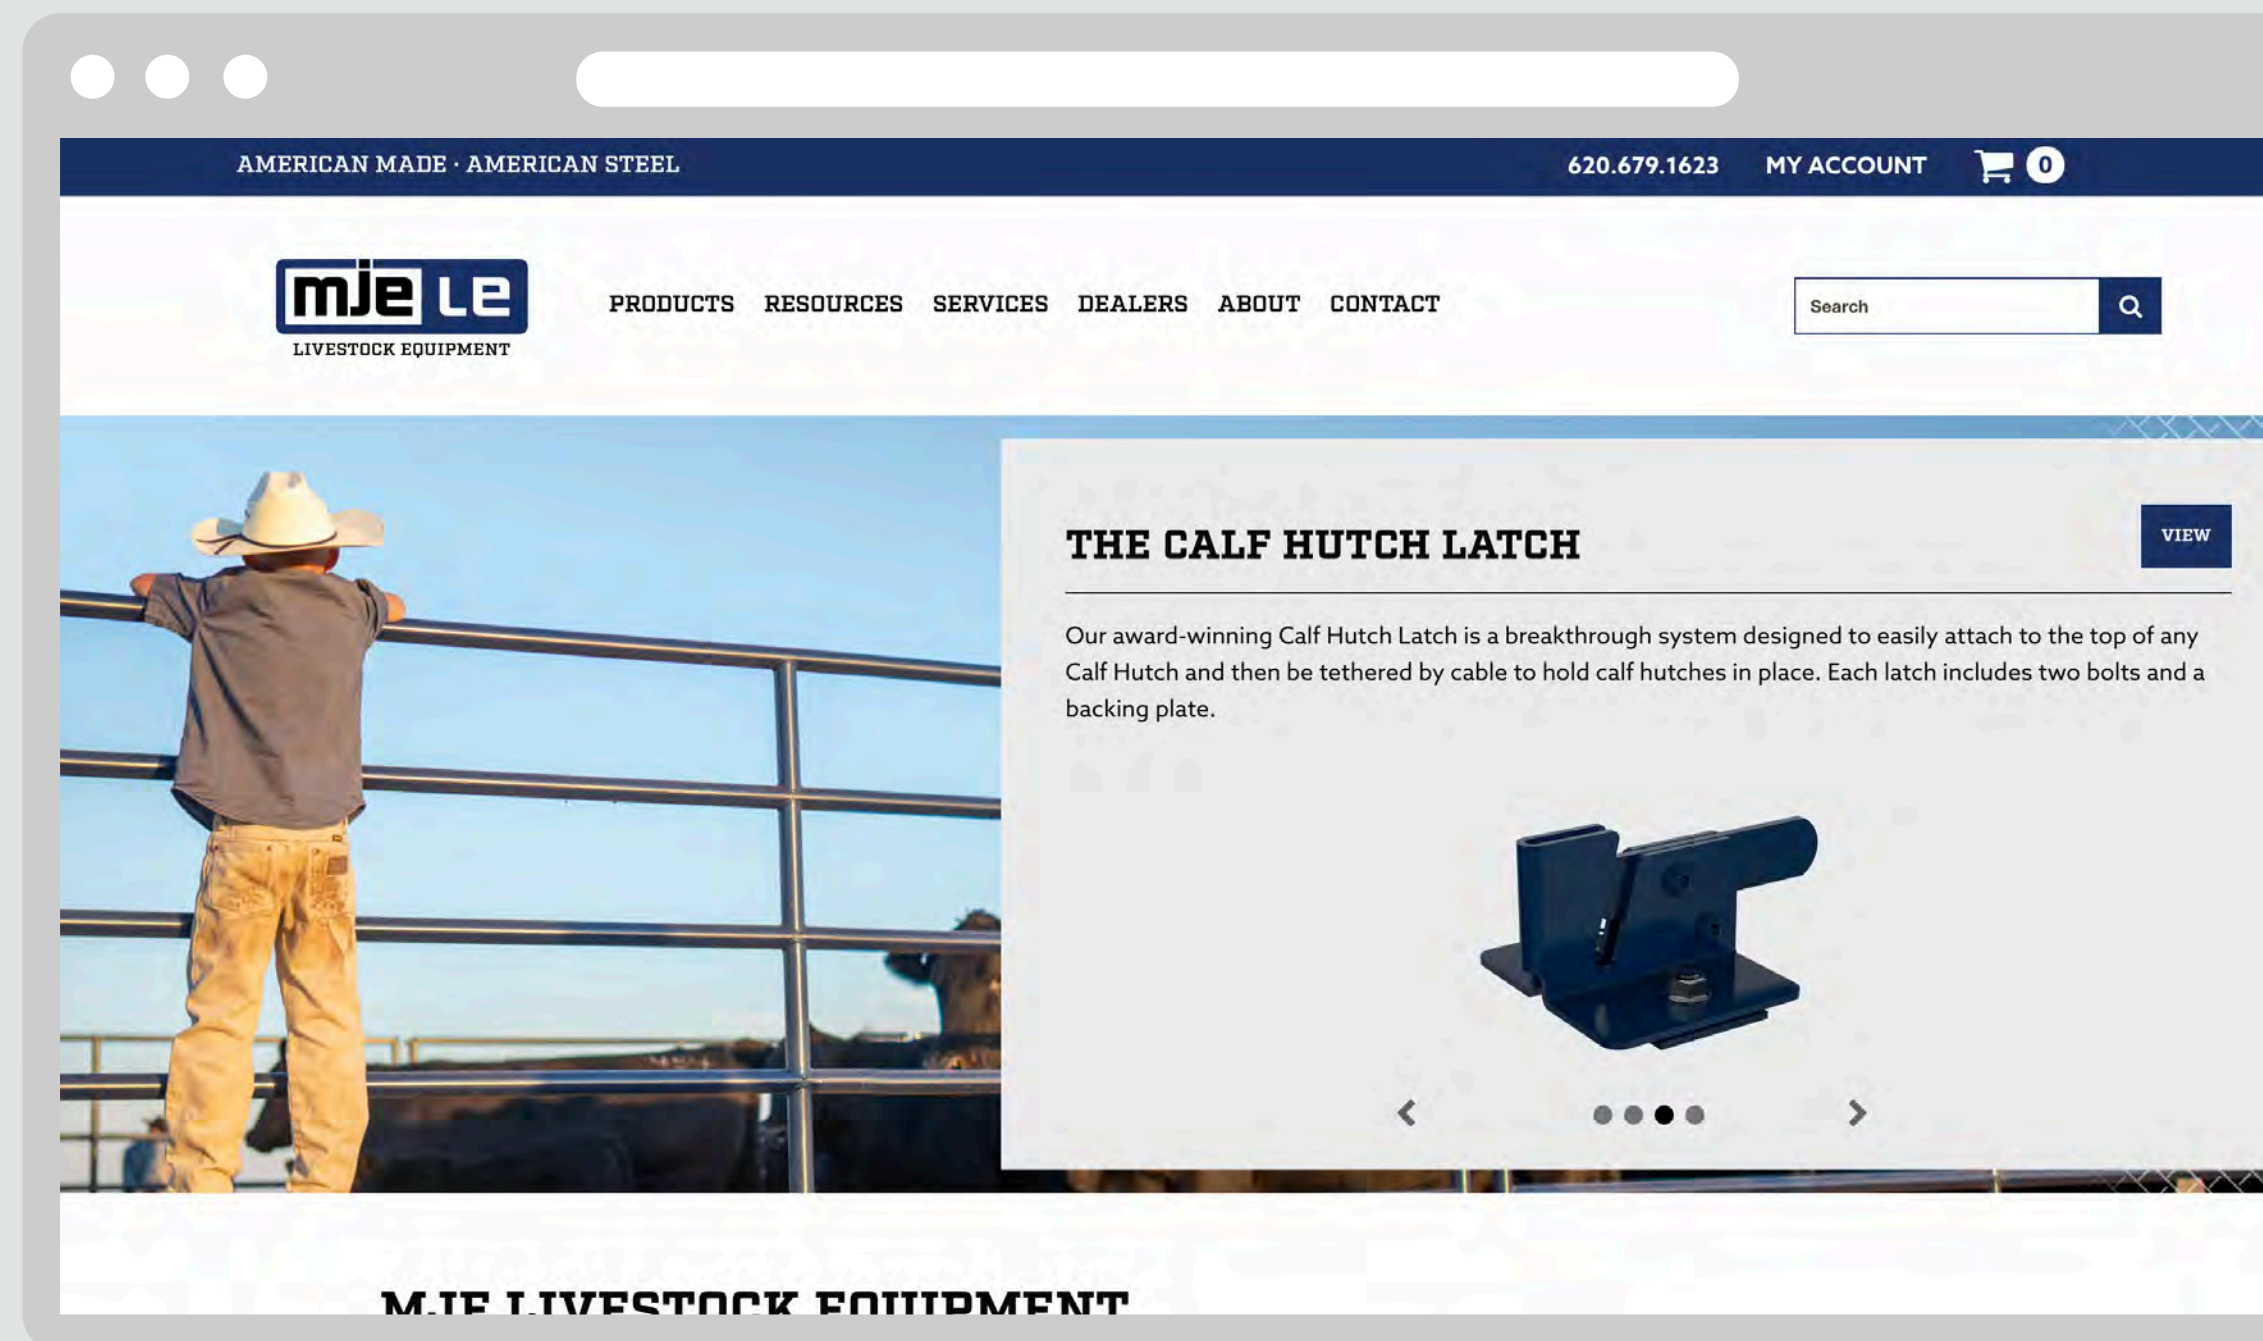 AMERICAN MADE · AMERICAN STEEL
620.679.1623 MY ACCOUNT 0
mje LE
LIVESTOCK EQUIPMENT
PRODUCTS RESOURCES SERVICES DEALERS ABOUT CONTACT
Search
THE CALF HUTCH LATCH
VIEW
Our award-winning Calf Hutch Latch is a breakthrough system designed to easily attach to the top of any
Calf Hutch and then be tethered by cable to hold calf hutches in place. Each latch includes two bolts and a
backing plate.
MJE LIVESTOCK EQUIPMENT